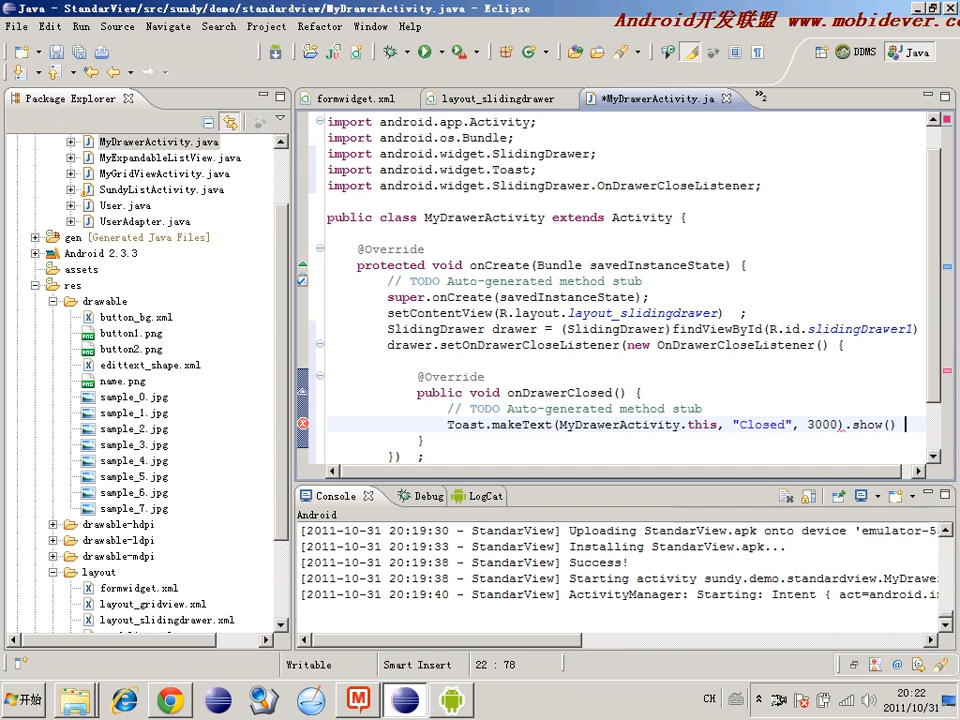 Java - StandarView/src/sundy/demo/standardview/MyDrawerActivity.java - Eclipse
Android开发联盟 www.mobidever.com
File Edit Run Source Navigate Search Project Refactor Window Help
DDMS Java
Package Explorer
formwidget.xml layout_slidingdrawer *MyDrawerActivity.ja »2
MyDrawerActivity.java
MyExpandableListView.java
MyGridViewActivity.java
SundyListActivity.java
User.java
UserAdapter.java
gen [Generated Java Files]
Android 2.3.3
assets
res
drawable
button_bg.xml
button1.png
button2.png
edittext_shape.xml
name.png
sample_0.jpg
sample_1.jpg
sample_2.jpg
sample_3.jpg
sample_4.jpg
sample_5.jpg
sample_6.jpg
sample_7.jpg
drawable-hdpi
drawable-ldpi
drawable-mdpi
layout
formwidget.xml
layout_gridview.xml
layout_slidingdrawer.xml
import android.app.Activity;
import android.os.Bundle;
import android.widget.SlidingDrawer;
import android.widget.Toast;
import android.widget.SlidingDrawer.OnDrawerCloseListener;
public class MyDrawerActivity extends Activity {
@Override
protected void onCreate(Bundle savedInstanceState) {
// TODO Auto-generated method stub
super.onCreate(savedInstanceState);
setContentView(R.layout.layout_slidingdraver) ;
SlidingDrawer drawer = (SlidingDrawer)findViewById(R.id.slidingDraver1)
drawer.setOnDrawerCloseListener(new OnDrawerCloseListener() {
@Override
public void onDrawerClosed() {
// TODO Auto-generated method stub
Toast.makeText(MyDrawerActivity.this, "Closed", 3000).show()
}
}) ;
Console Debug LogCat
Android
[2011-10-31 20:19:30 - StandarView] Uploading StandarView.apk onto device 'emulator-5
[2011-10-31 20:19:33 - StandarView] Installing StandarView.apk...
[2011-10-31 20:19:38 - StandarView] Success!
[2011-10-31 20:19:38 - StandarView] Starting activity sundy.demo.standardview.MyDrawe
[2011-10-31 20:19:40 - StandarView] ActivityManager: Starting: Intent { act=android.in
Writable Smart Insert 22 : 78
开始 CH 20:22
2011/10/31